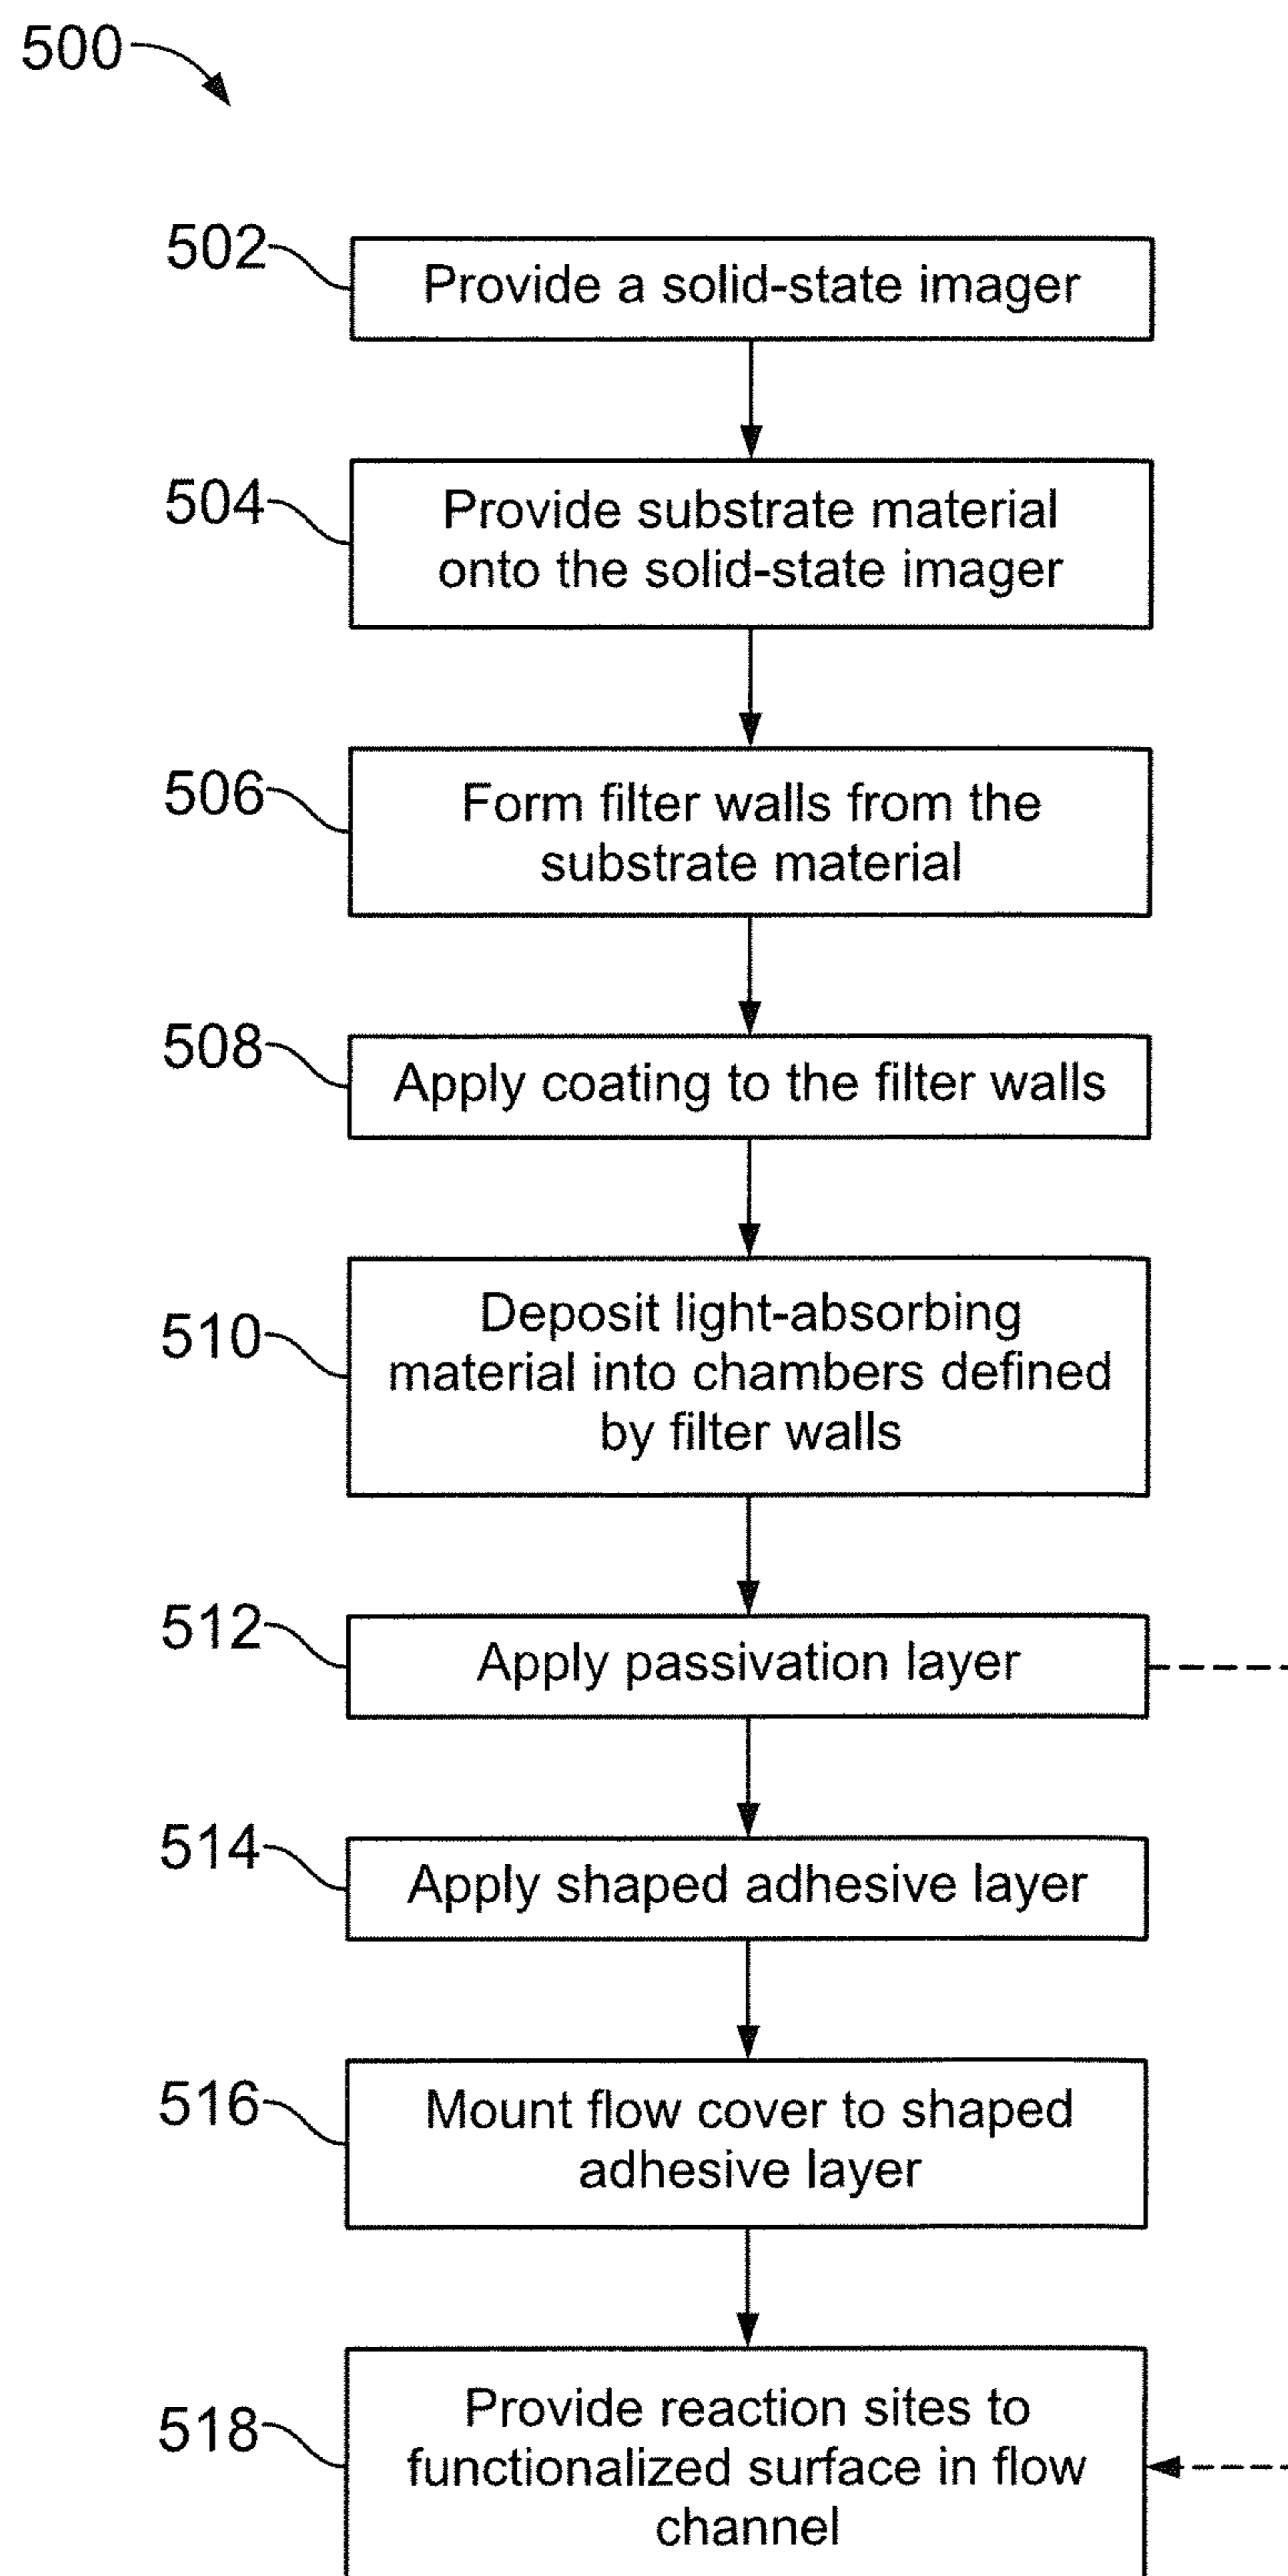 500
502
Provide a solid-state imager
504
Provide substrate material
onto the solid-state imager
506
Form filter walls from the
substrate material
508
Apply coating to the filter walls
510
Deposit light-absorbing
material into chambers defined
by filter walls
512
Apply passivation layer
514
Apply shaped adhesive layer
516
Mount flow cover to shaped
adhesive layer
518
Provide reaction sites to
functionalized surface in flow
channel